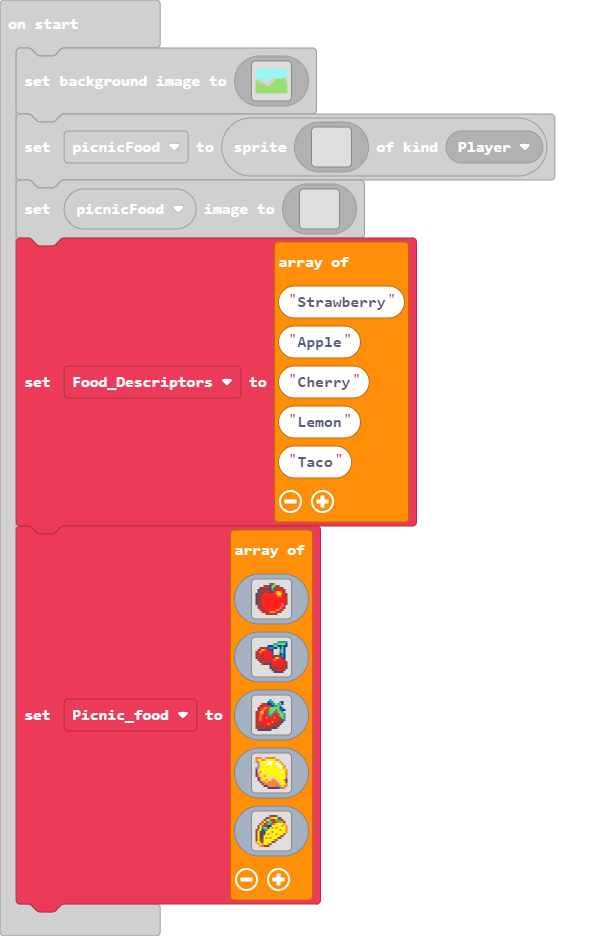 on start
set background image to
set picnicFood to sprite of kind Player
set picnicFood image to
array of
"Strawberry"
"Apple"
set Food_Descriptors to "Cherry"
"Lemon"
"Taco"
array of
set Picnic_food to